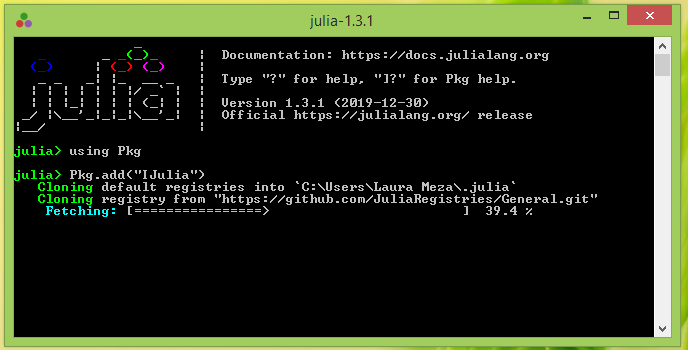 julia-1.3.1
Documentation: https://docs.julialang.org
Type "?" for help, "]?" for Pkg help.
Version 1.3.1 (2019-12-30)
Official https://julialang.org/ release
julia
julia> using Pkg
julia> Pkg.add("IJulia")
Cloning default registries into `C:\Users\Laura Meza\.julia`
Cloning registry from "https://github.com/JuliaRegistries/General.git"
Fetching: [================>                         ]  39.4 %